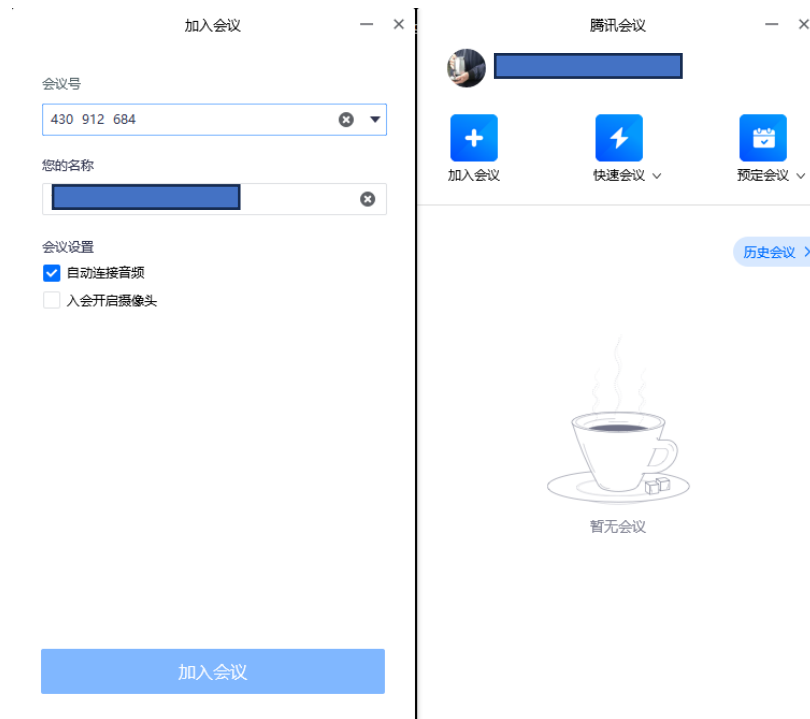 加入会议
会议号
430 912 684
您的名称
会议设置
自动连接音频
入会开启摄像头
加入会议
腾讯会议
加入会议
快速会议
预定会议
历史会议
暂无会议